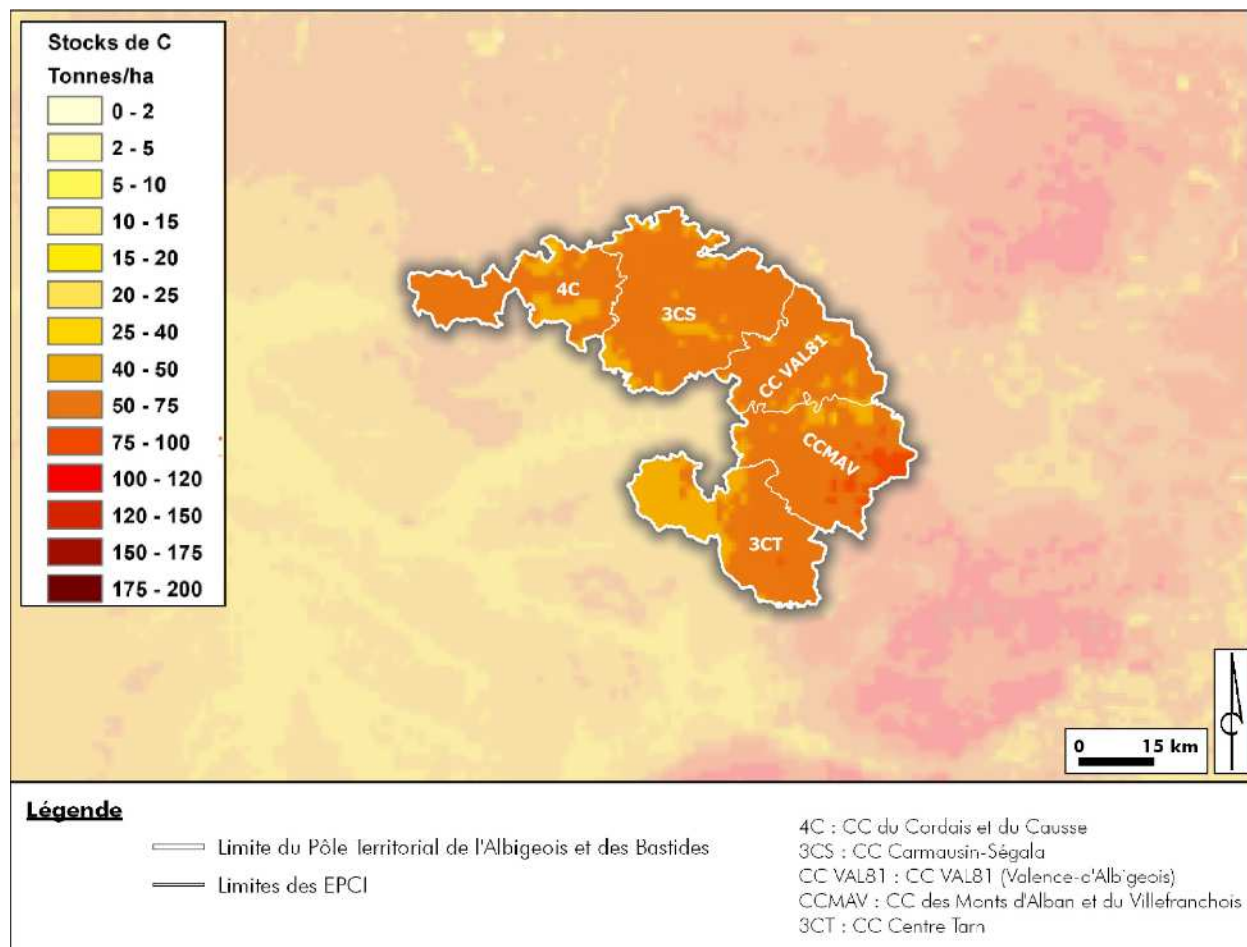 Stocks de C
Tonnes/ha
0 - 2
2 - 5
5 - 10
10 - 15
15 - 20
20 - 25
25 - 40
40 - 50
50 - 75
75 - 100
100 - 120
120 - 150
150 - 175
175 - 200
4C
3CS
CC VAL81
CCMAV
3CT
0 15 km
Légende
Limite du Pôle Territorial de l'Albigeois et des Bastides
Limites des EPCI
4C : CC du Cordais et du Causse
3CS : CC Carmausin-Ségala
CC VAL81 : CC VAL81 (Valence-d'Albigeois)
CCMAV : CC des Monts d'Alban et du Villefranchois
3CT : CC Centre Tarn